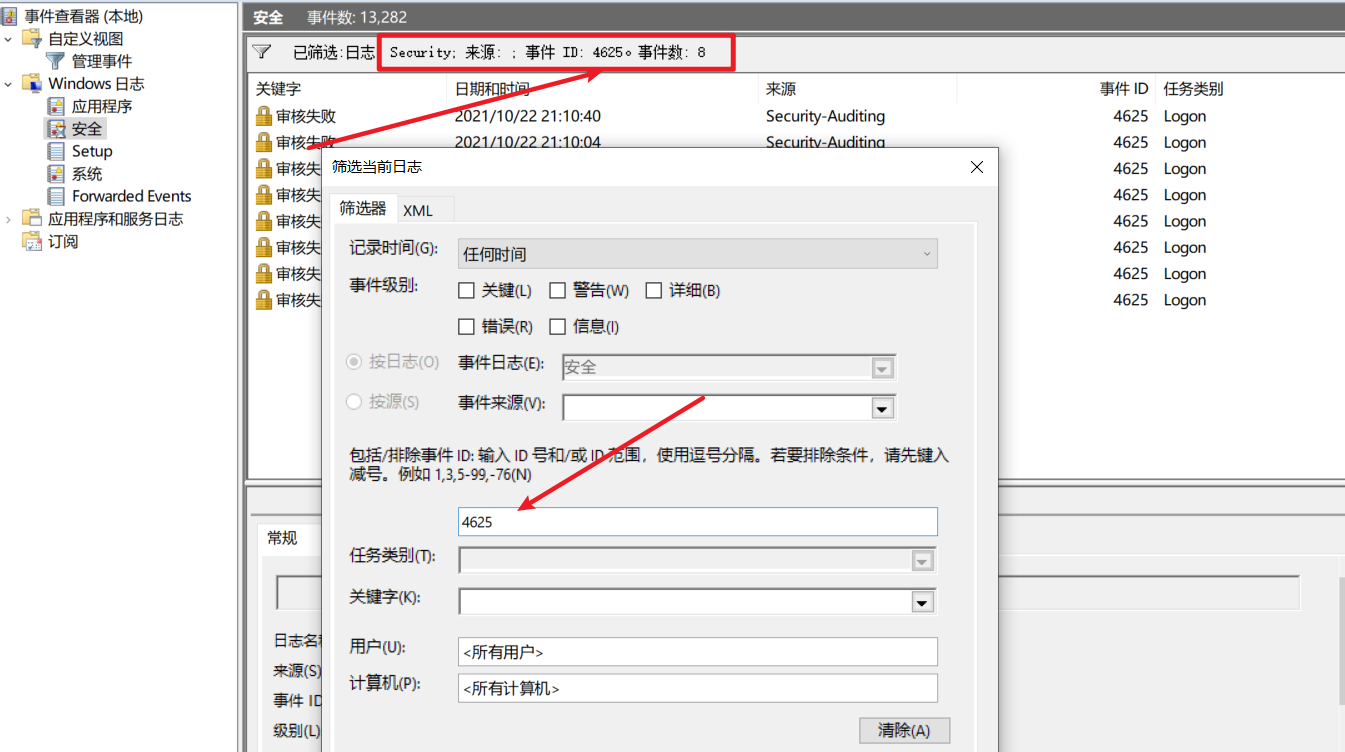 事件查看器 (本地)
自定义视图
管理事件
Windows 日志
应用程序
安全
Setup
系统
Forwarded Events
应用程序和服务日志
订阅
安全 事件数: 13,282
已筛选:日志 Security; 来源: ; 事件 ID: 4625。事件数: 8
关键字 日期和时间 来源 事件 ID 任务类别
审核失败 2021/10/22 21:10:40 Security-Auditing 4625 Logon
审核失败 2021/10/22 21:10:04 Security-Auditing 4625 Logon
审核失 4625 Logon
审核失 4625 Logon
审核失 4625 Logon
审核失 4625 Logon
审核失 4625 Logon
审核失 4625 Logon
筛选当前日志
筛选器 XML
记录时间(G): 任何时间
事件级别: 关键(L) 警告(W) 详细(B)
错误(R) 信息(I)
按日志(O) 事件日志(E): 安全
按源(S) 事件来源(V):
包括/排除事件 ID: 输入 ID 号和/或 ID 范围，使用逗号分隔。若要排除条件，请先键入
减号。例如 1,3,5-99,-76(N)
4625
任务类别(T):
关键字(K):
用户(U): <所有用户>
计算机(P): <所有计算机>
清除(A)
常规
日志名
来源(S)
事件 ID
级别(L)